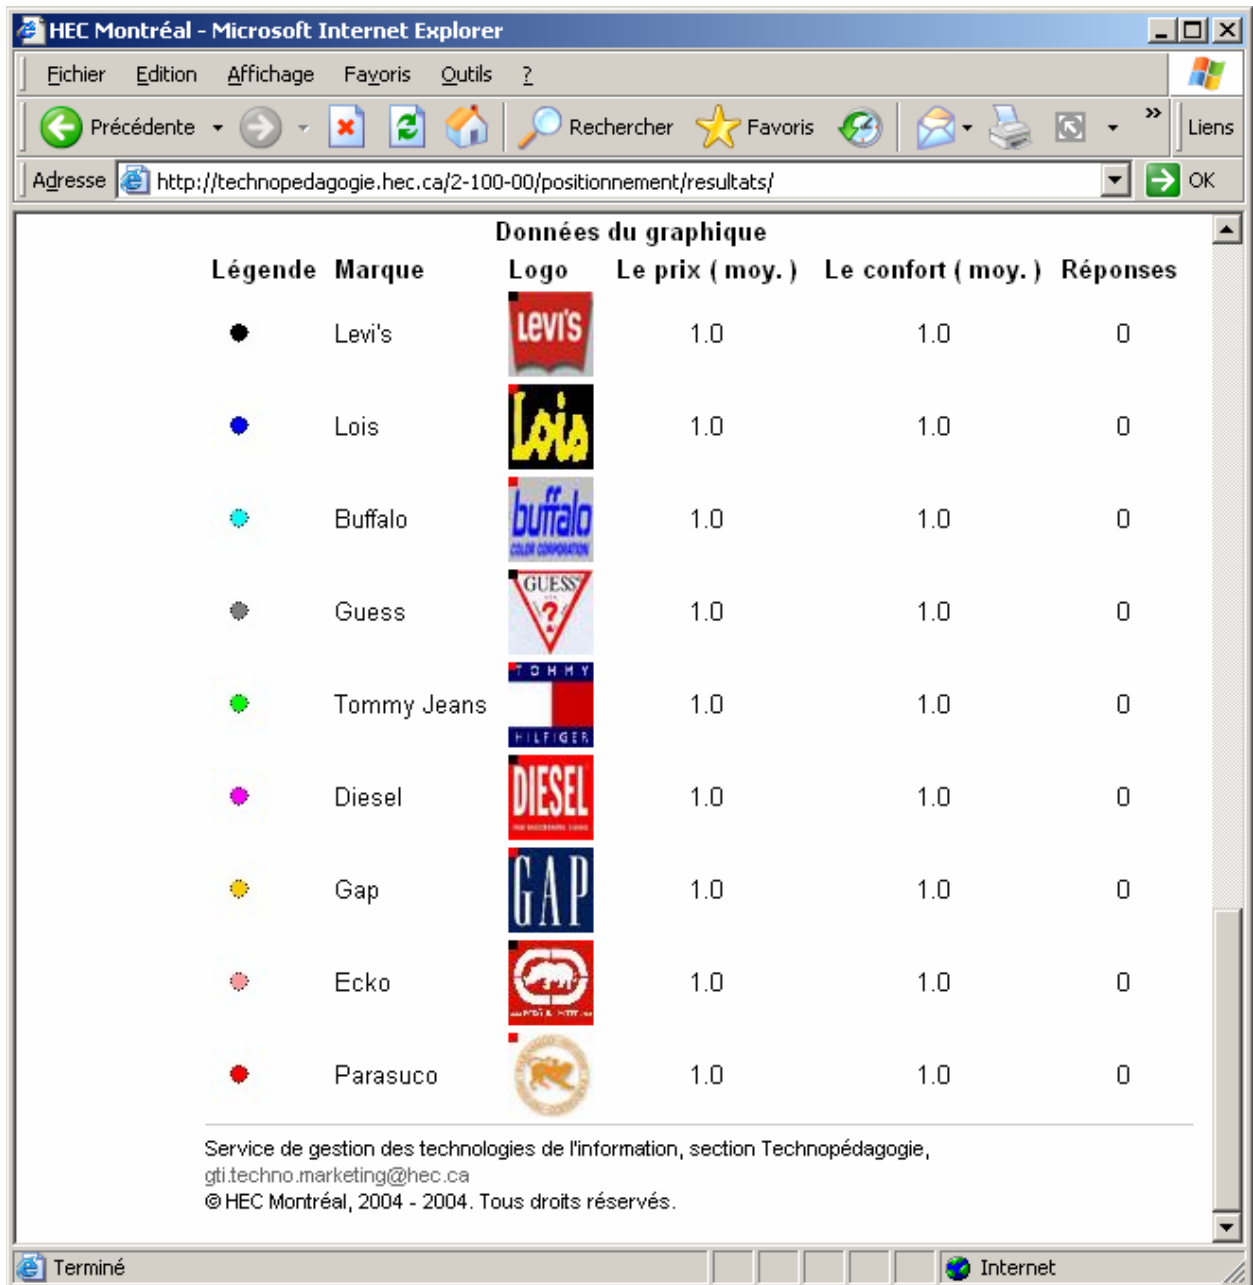 HEC Montréal - Microsoft Internet Explorer
Fichier Edition Affichage Favoris Outils ?
Précédente Rechercher Favoris » Liens
Adresse http://technopedagogie.hec.ca/2-100-00/positionnement/resultats/ OK
Données du graphique
Légende Marque Logo Le prix ( moy. ) Le confort ( moy. ) Réponses
Levi's LEVI'S 1.0 1.0 0
Lois Lois 1.0 1.0 0
Buffalo buffalo COLOR CORPORATION 1.0 1.0 0
Guess GUESS ? 1.0 1.0 0
Tommy Jeans TOMMY HILFIGER 1.0 1.0 0
Diesel DIESEL 1.0 1.0 0
Gap GAP 1.0 1.0 0
Ecko 1.0 1.0 0
Parasuco 1.0 1.0 0
Service de gestion des technologies de l'information, section Technopédagogie,
gti.techno.marketing@hec.ca
© HEC Montréal, 2004 - 2004. Tous droits réservés.
Terminé Internet